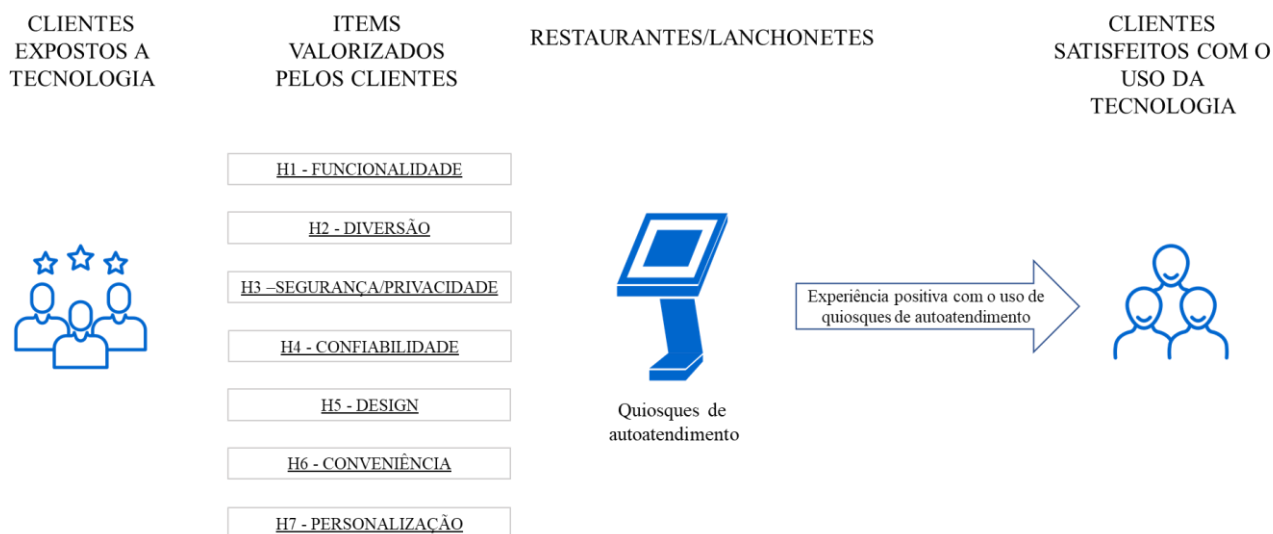 CLIENTES
EXPOSTOS A
TECNOLOGIA
ITEMS
VALORIZADOS
PELOS CLIENTES
RESTAURANTES/LANCHONETES
CLIENTES
SATISFEITOS COM O
USO DA
TECNOLOGIA
H1 - FUNCIONALIDADE
H2 - DIVERSÃO
H3 –SEGURANÇA/PRIVACIDADE
H4 - CONFIABILIDADE
H5 - DESIGN
H6 - CONVENIÊNCIA
H7 - PERSONALIZAÇÃO
Quiosques de
autoatendimento
Experiência positiva com o uso de
quiosques de autoatendimento